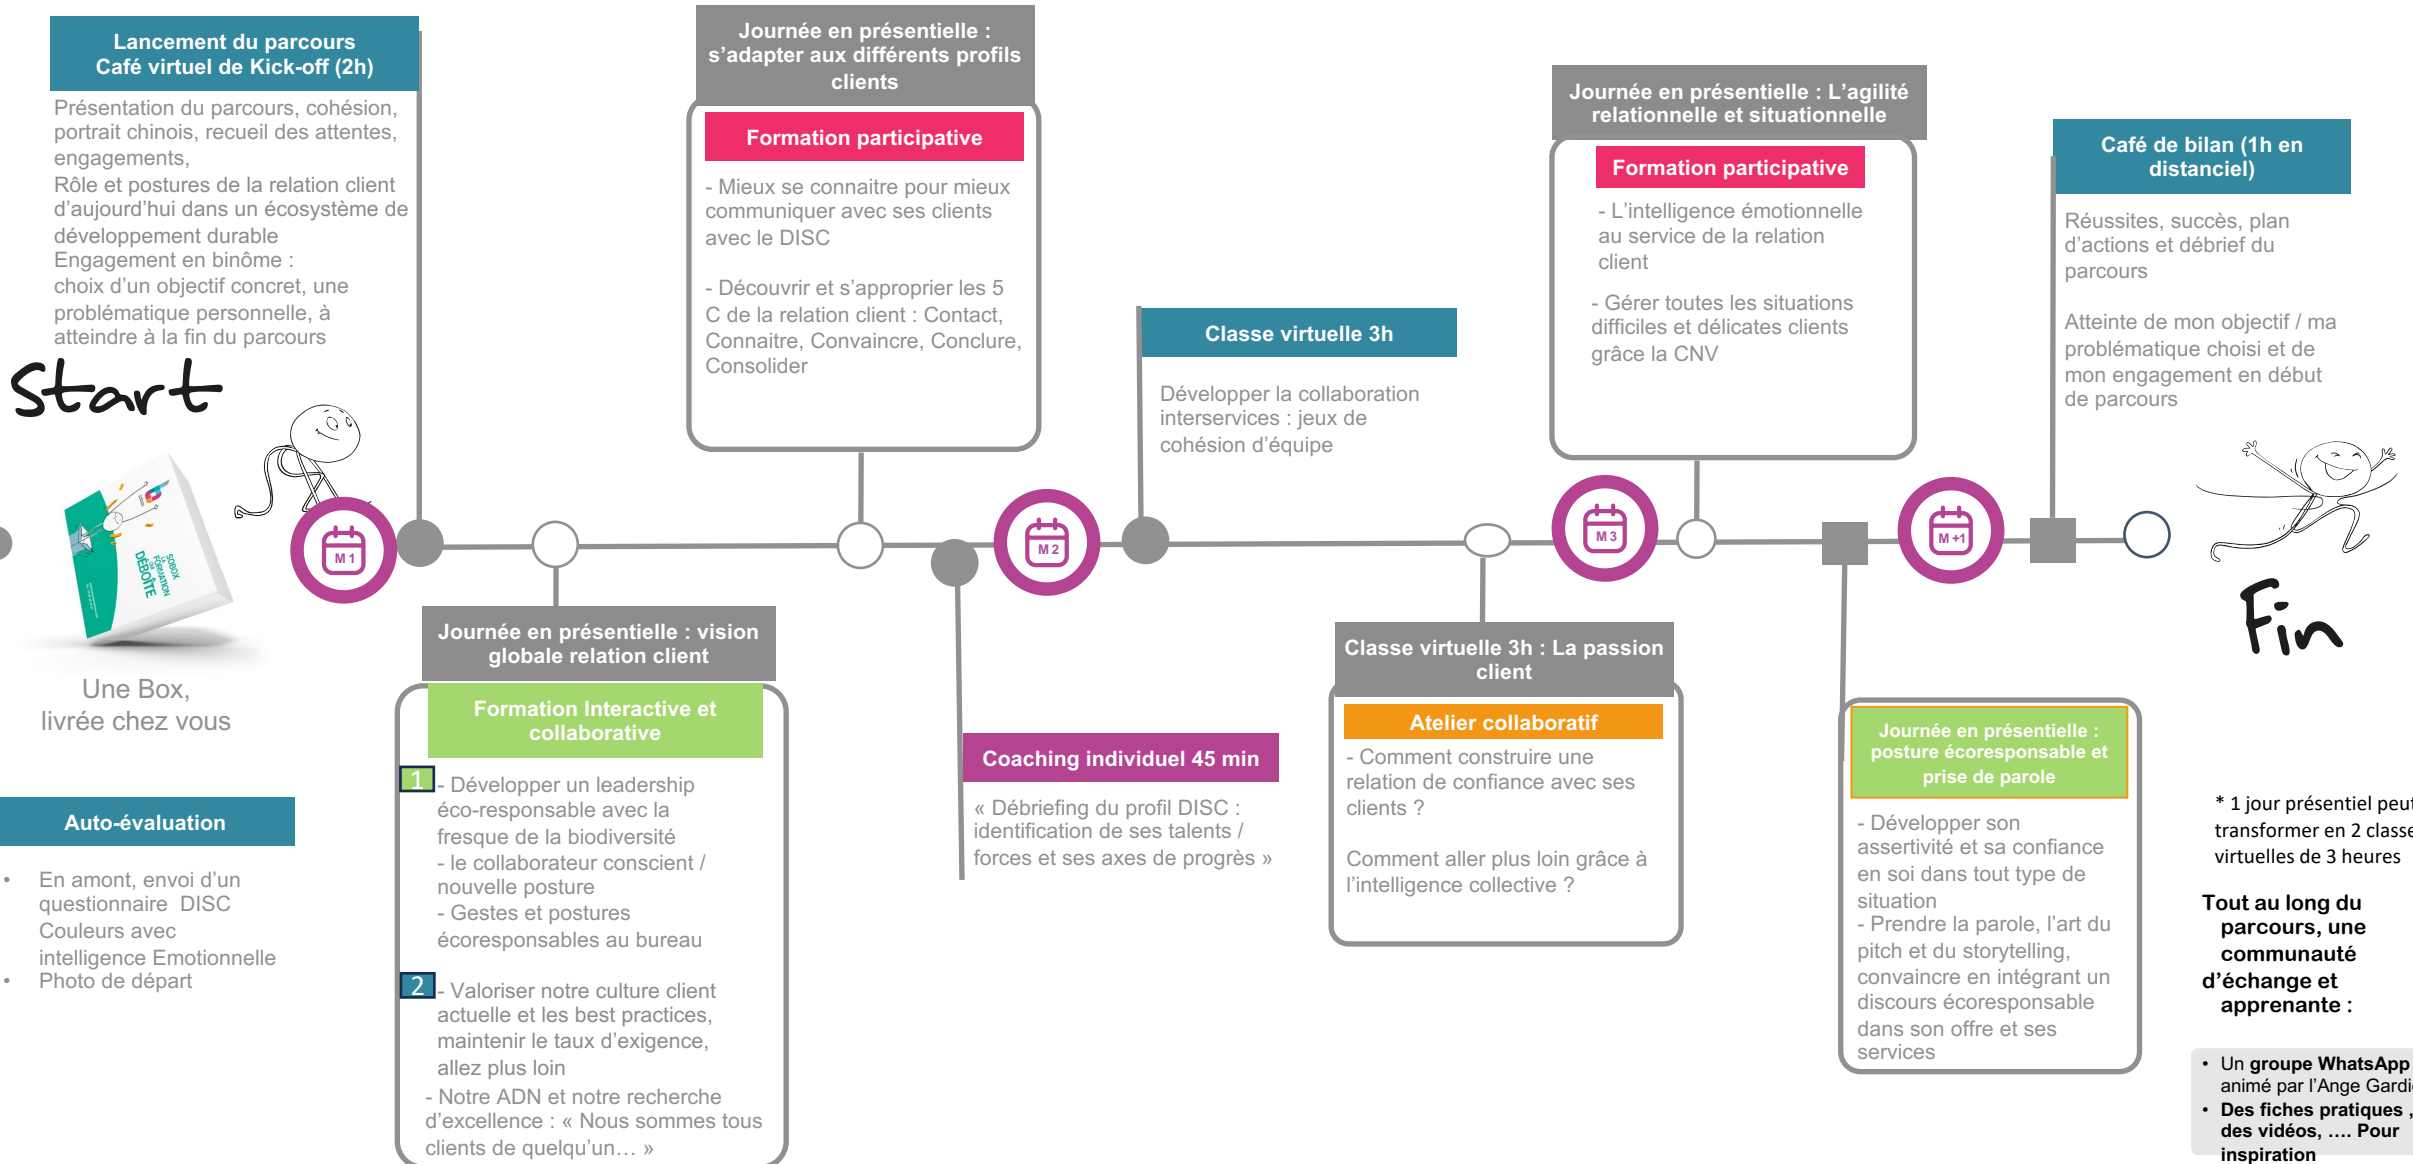 Lancement du parcours
Café virtuel de Kick-off (2h)
Présentation du parcours, cohésion,
portrait chinois, recueil des attentes,
engagements,
Rôle et postures de la relation client
d’aujourd’hui dans un écosystème de
développement durable
Engagement en binôme :
choix d’un objectif concret, une
problématique personnelle, à
atteindre à la fin du parcours
Start
SOBOX
LA
FORMATION
QUI
DÉBOÎTE
Une Box,
livrée chez vous
Auto-évaluation
• En amont, envoi d’un
questionnaire DISC
Couleurs avec
intelligence Emotionnelle
• Photo de départ
M 1
Journée en présentielle : vision
globale relation client
Formation Interactive et
collaborative
1
- Développer un leadership
éco-responsable avec la
fresque de la biodiversité
- le collaborateur conscient /
nouvelle posture
- Gestes et postures
écoresponsables au bureau
2
- Valoriser notre culture client
actuelle et les best practices,
maintenir le taux d’exigence,
allez plus loin
- Notre ADN et notre recherche
d’excellence : « Nous sommes tous
clients de quelqu’un… »
Journée en présentielle :
s’adapter aux différents profils
clients
Formation participative
- Mieux se connaitre pour mieux
communiquer avec ses clients
avec le DISC
- Découvrir et s’approprier les 5
C de la relation client : Contact,
Connaitre, Convaincre, Conclure,
Consolider
Coaching individuel 45 min
« Débriefing du profil DISC :
identification de ses talents /
forces et ses axes de progrès »
M 2
Classe virtuelle 3h
Développer la collaboration
interservices : jeux de
cohésion d’équipe
Classe virtuelle 3h : La passion
client
Atelier collaboratif
- Comment construire une
relation de confiance avec ses
clients ?
Comment aller plus loin grâce à
l’intelligence collective ?
M 3
Journée en présentielle : L’agilité
relationnelle et situationnelle
Formation participative
- L’intelligence émotionnelle
au service de la relation
client
- Gérer toutes les situations
difficiles et délicates clients
grâce la CNV
Journée en présentielle :
posture écoresponsable et
prise de parole
- Développer son
assertivité et sa confiance
en soi dans tout type de
situation
- Prendre la parole, l’art du
pitch et du storytelling,
convaincre en intégrant un
discours écoresponsable
dans son offre et ses
services
M +1
Café de bilan (1h en
distanciel)
Réussites, succès, plan
d’actions et débrief du
parcours
Atteinte de mon objectif / ma
problématique choisi et de
mon engagement en début
de parcours
Fin
* 1 jour présentiel peut
transformer en 2 classe
virtuelles de 3 heures
Tout au long du
parcours, une
communauté
d’échange et
apprenante :
• Un groupe WhatsApp
animé par l’Ange Gardi
• Des fiches pratiques ,
des vidéos, …. Pour
inspiration